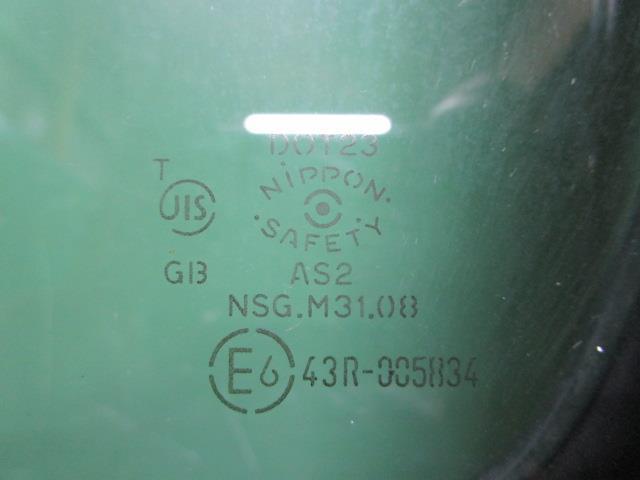 DOT23
T
JIS
NIPPON
SAFETY
GB
AS2
NSG.M31.08
E6 43R-005834